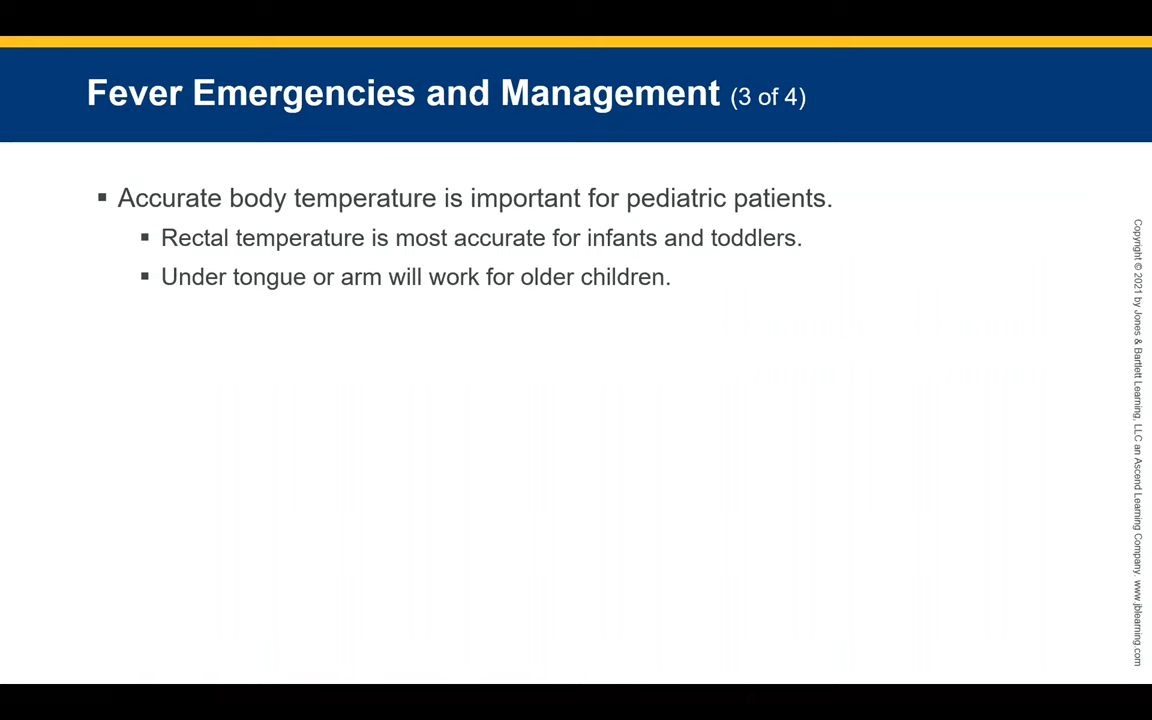 Fever Emergencies and Management (3 of 4)
▪ Accurate body temperature is important for pediatric patients.
▪ Rectal temperature is most accurate for infants and toddlers.
▪ Under tongue or arm will work for older children.
Copyright © 2021 by Jones & Bartlett Learning, LLC an Ascend Learning Company. www.jblearning.com